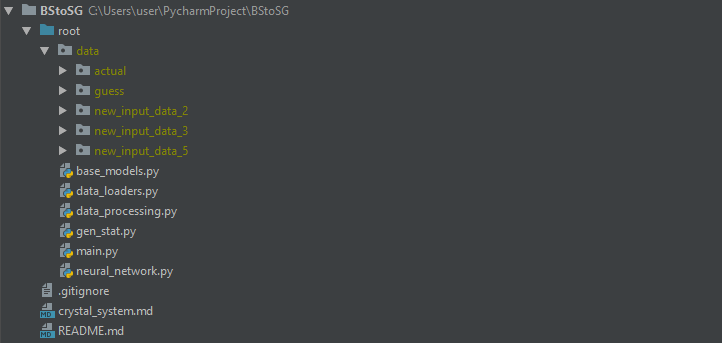 BStoSG C:\Users\user\PycharmProject\BStoSG
root
data
actual
guess
new_input_data_2
new_input_data_3
new_input_data_5
base_models.py
data_loaders.py
data_processing.py
gen_stat.py
main.py
neural_network.py
.gitignore
MD crystal_system.md
MD README.md